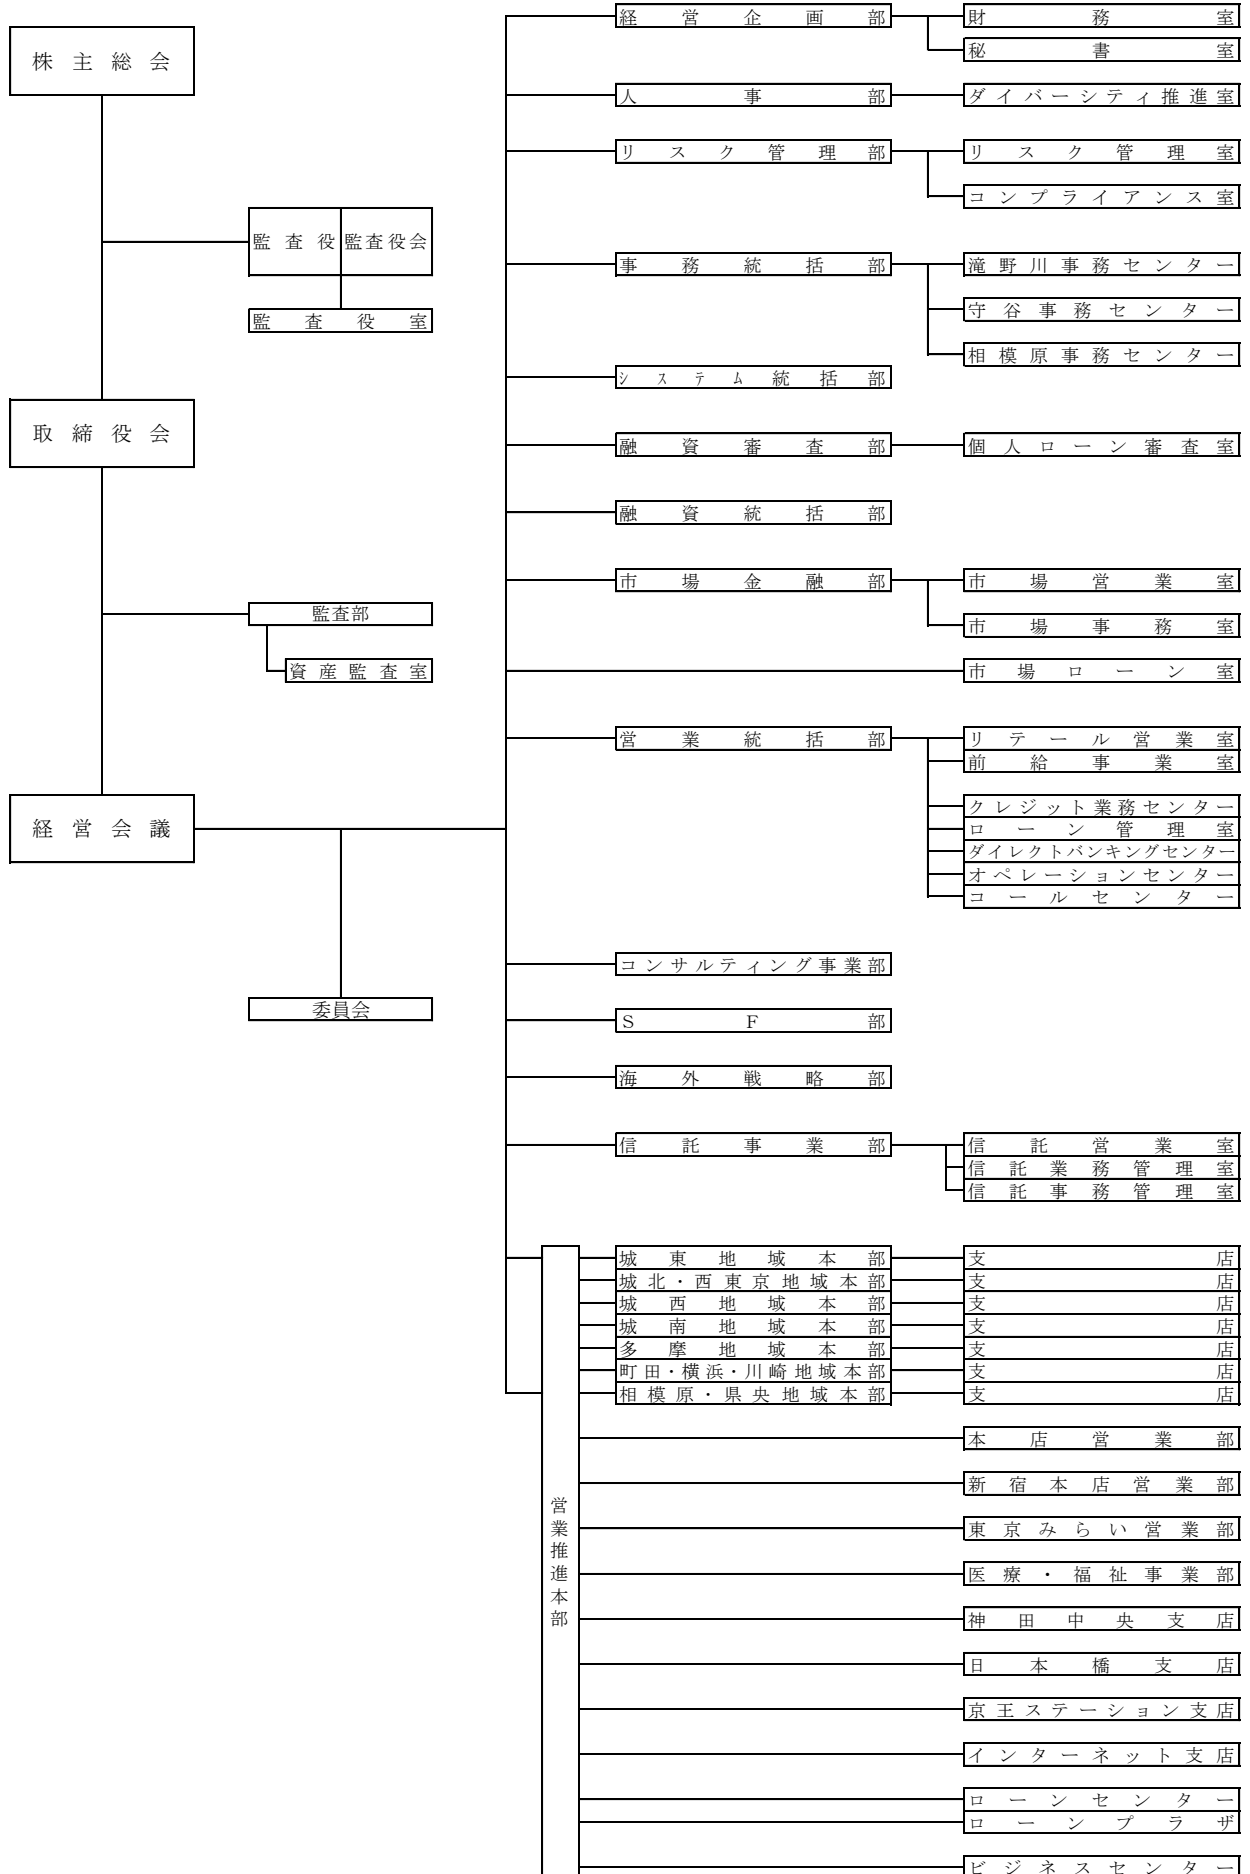 株主総会
監査役
監査役会
監査役室
取締役会
監査部
資産監査室
経営会議
委員会
経営企画部
財務室
秘書室
人事部
ダイバーシティ推進室
リスク管理部
リスク管理室
コンプライアンス室
事務統括部
滝野川事務センター
守谷事務センター
相模原事務センター
ｼｽﾃﾑ統括部
融資審査部
個人ローン審査室
融資統括部
市場金融部
市場営業室
市場事務室
市場ローン室
営業統括部
リテール営業室
前給事業室
クレジット業務センター
ローン管理室
ダイレクトバンキングセンター
オペレーションセンター
コールセンター
コンサルティング事業部
ＳＦ部
海外戦略部
信託事業部
信託営業室
信託業務管理室
信託事務管理室
営業推進本部
城東地域本部
支店
城北・西東京地域本部
支店
城西地域本部
支店
城南地域本部
支店
多摩地域本部
支店
町田・横浜・川崎地域本部
支店
相模原・県央地域本部
支店
本店営業部
新宿本店営業部
東京みらい営業部
医療・福祉事業部
神田中央支店
日本橋支店
京王ステーション支店
インターネット支店
ローンセンター
ローンプラザ
ビジネスセンター